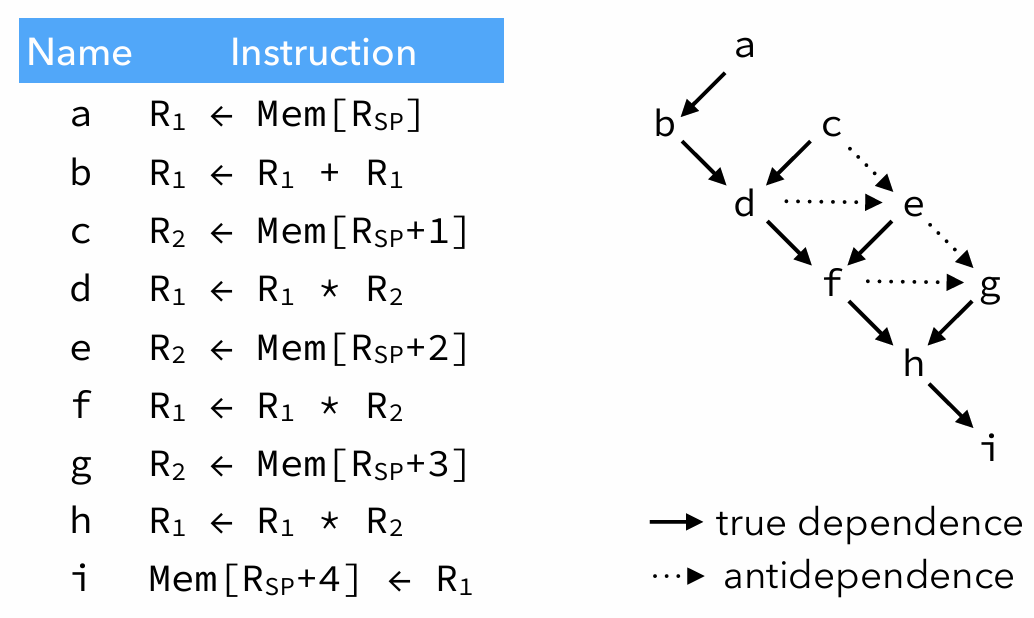 Name Instruction
a R₁ ← Mem[R_SP]
b R₁ ← R₁ + R₁
c R₂ ← Mem[R_SP+1]
d R₁ ← R₁ * R₂
e R₂ ← Mem[R_SP+2]
f R₁ ← R₁ * R₂
g R₂ ← Mem[R_SP+3]
h R₁ ← R₁ * R₂
i Mem[R_SP+4] ← R₁
a
b c
d e
f g
h
i
true dependence
antidependence